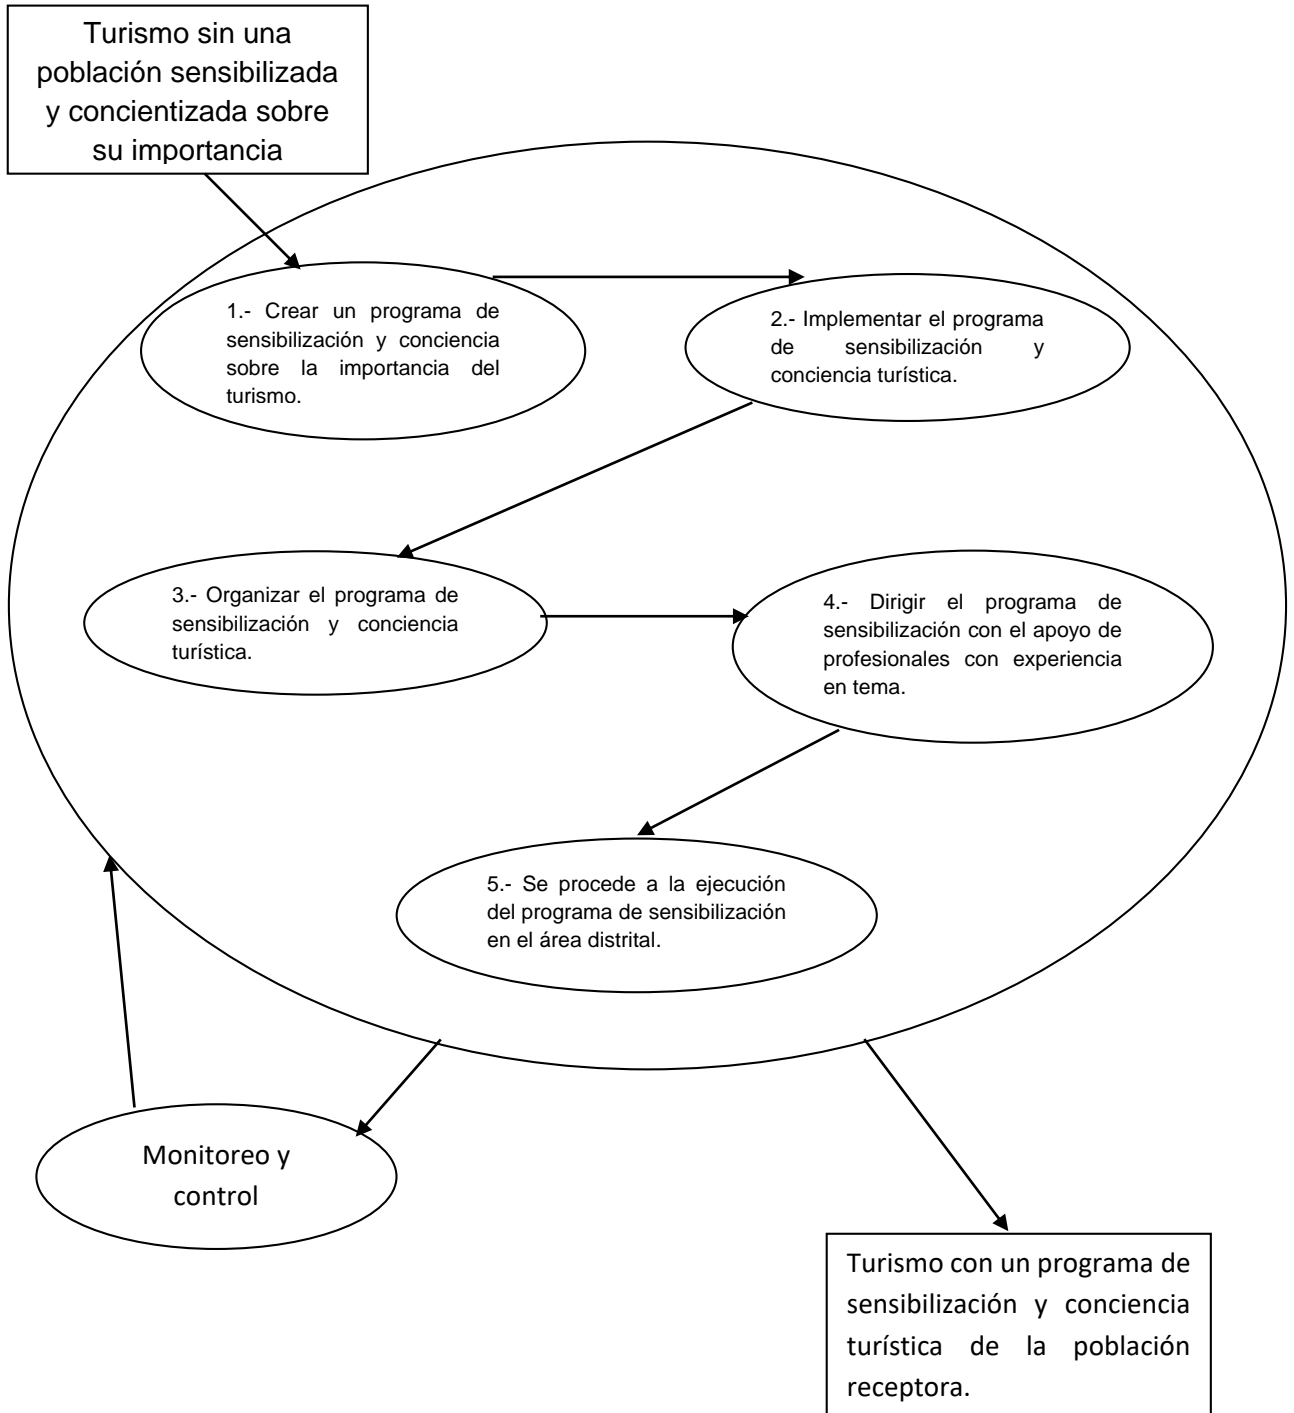 Turismo sin una
población sensibilizada
y concientizada sobre
su importancia
1.- Crear un programa de
sensibilización y conciencia
sobre la importancia del
turismo.
2.- Implementar el programa
de sensibilización y
conciencia turística.
3.- Organizar el programa de
sensibilización y conciencia
turística.
4.- Dirigir el programa de
sensibilización con el apoyo de
profesionales con experiencia
en tema.
5.- Se procede a la ejecución
del programa de sensibilización
en el área distrital.
Monitoreo y
control
Turismo con un programa de
sensibilización y conciencia
turística de la población
receptora.